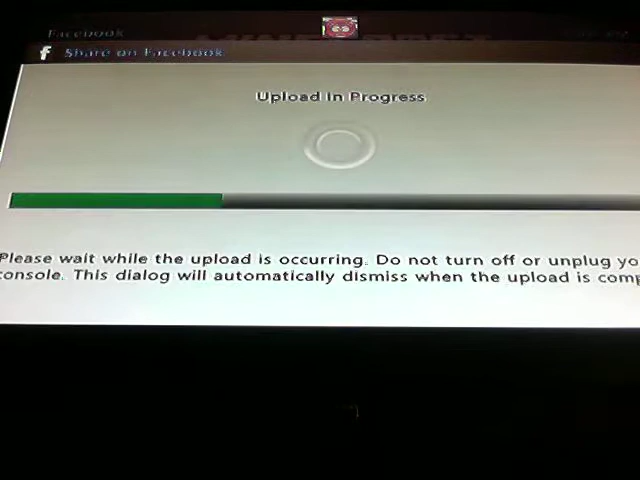 Facebook
f Share on Facebook
Upload In Progress
Please wait while the upload is occurring. Do not turn off or unplug yo
console. This dialog will automatically dismiss when the upload is comp